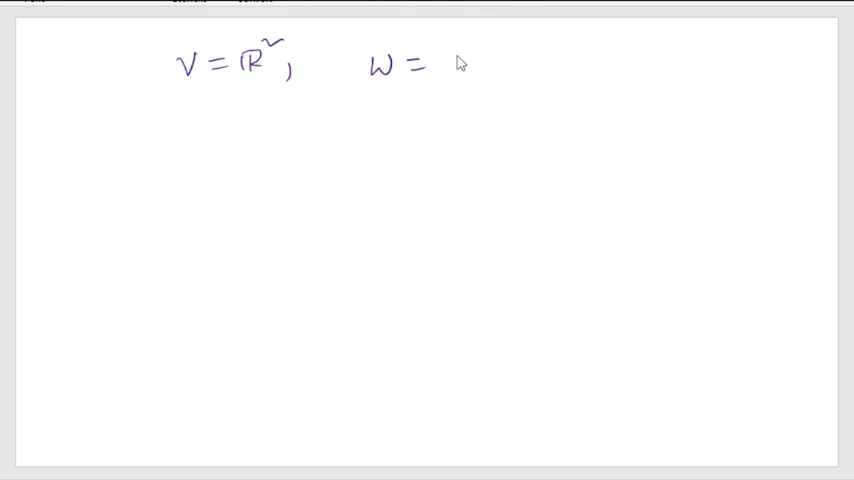 V = ℝ², W =